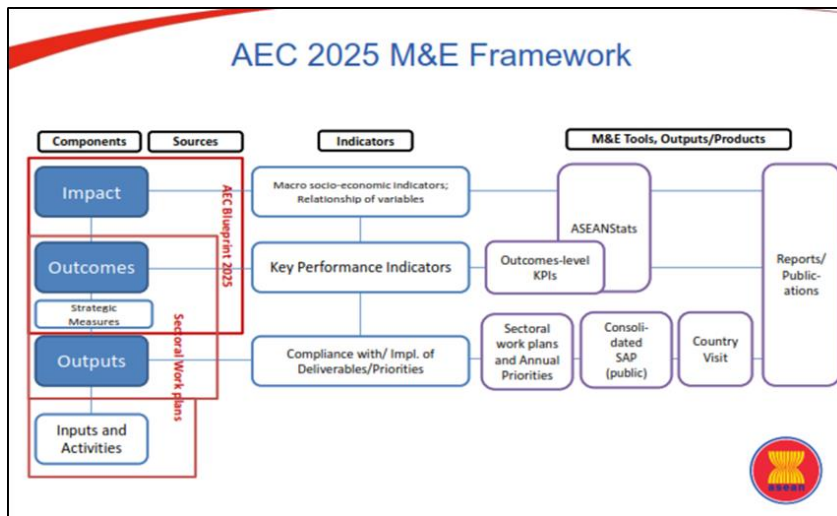 AEC 2025 M&E Framework
Components
Sources
Indicators
M&E Tools, Outputs/Products
Impact
Macro socio-economic indicators;
Relationship of variables
ASEANStats
Reports/
Public-
ations
AEC Blueprint 2025
Outcomes
Key Performance Indicators
Outcomes-level
KPIs
Strategic
Measures
Sectoral Work plans
Outputs
Compliance with/ Impl. of
Deliverables/Priorities
Sectoral
work plans
and Annual
Priorities
Consoli-
dated
SAP
(public)
Country
Visit
Inputs and
Activities
asean